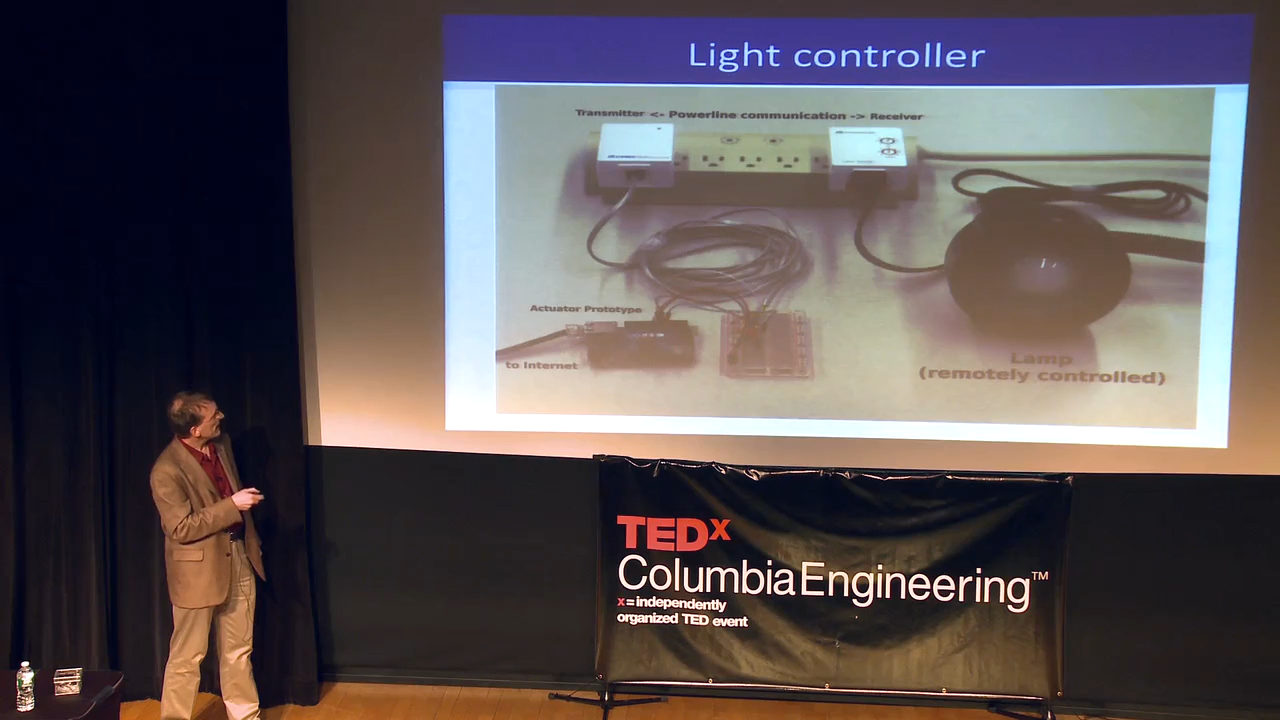 Light controller
Transmitter <- Powerline communication -> Receiver
Actuator Prototype
to Internet
Lamp
(remotely controlled)
TEDx
ColumbiaEngineering™
x = independently
organized TED event